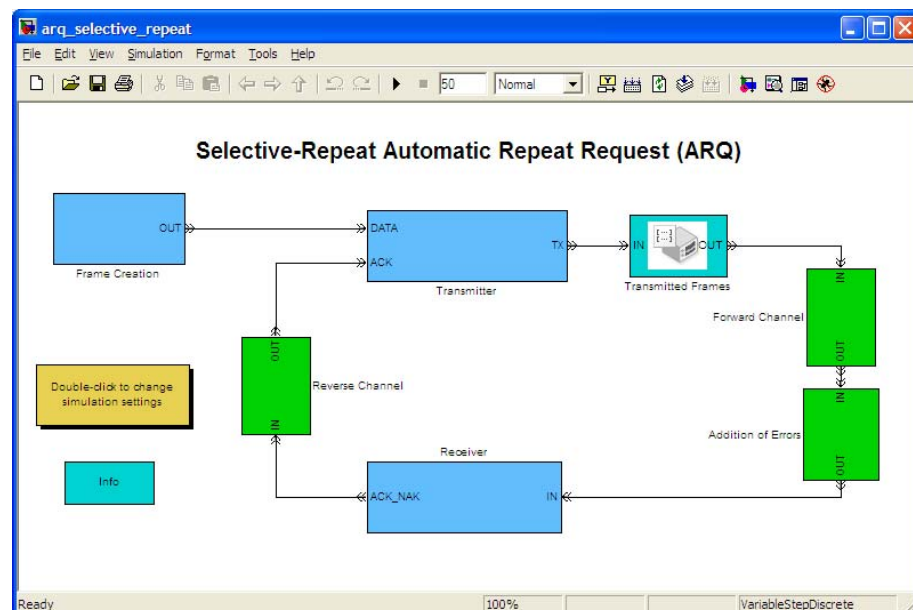 arq_selective_repeat
File Edit View Simulation Format Tools Help
50 Normal
Selective-Repeat Automatic Repeat Request (ARQ)
OUT
Frame Creation
DATA
ACK
TX
Transmitter
IN
OUT
Transmitted Frames
IN
Forward Channel
OUT
IN
Addition of Errors
OUT
OUT
Reverse Channel
IN
Double-click to change
simulation settings
Info
Receiver
ACK_NAK
IN
Ready 100% VariableStepDiscrete